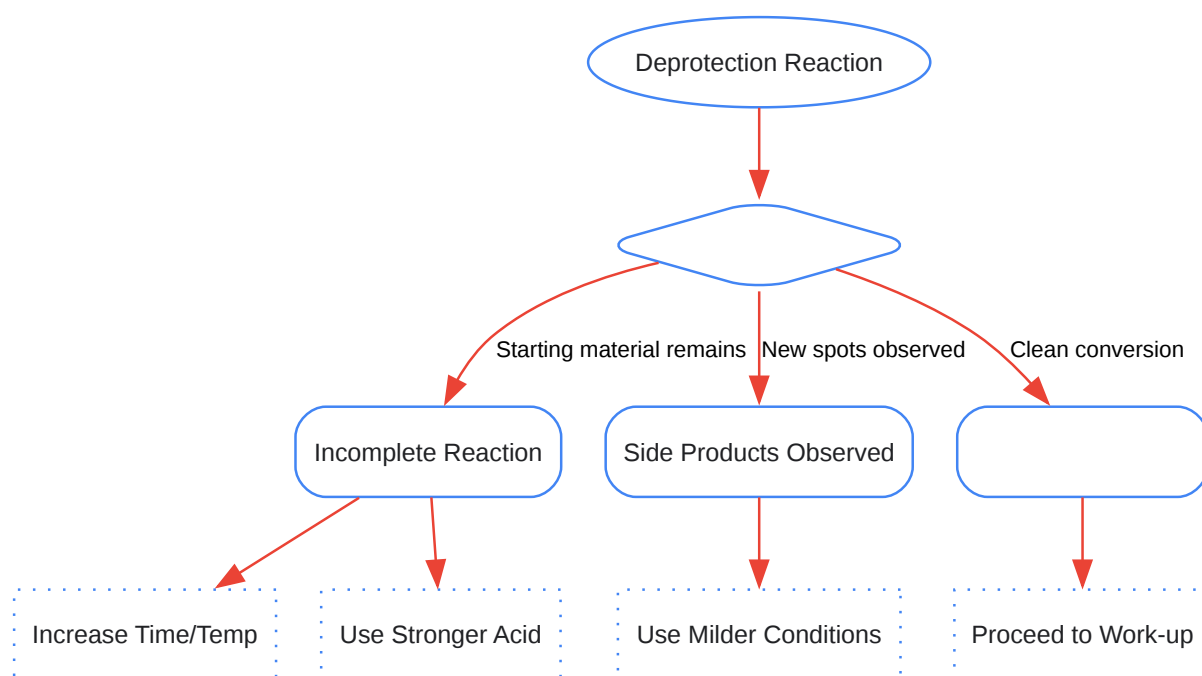 Deprotection Reaction
Starting material remains
New spots observed
Clean conversion
Incomplete Reaction
Side Products Observed
Increase Time/Temp
Use Stronger Acid
Use Milder Conditions
Proceed to Work-up